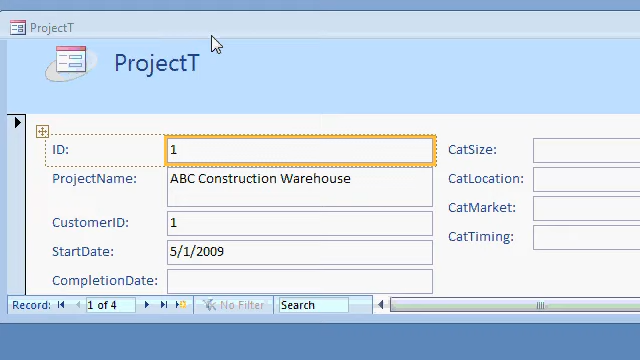 ProjectT
ProjectT
ID: 1
ProjectName: ABC Construction Warehouse
CustomerID: 1
StartDate: 5/1/2009
CompletionDate:
CatSize:
CatLocation:
CatMarket:
CatTiming:
Record: 1 of 4 No Filter Search